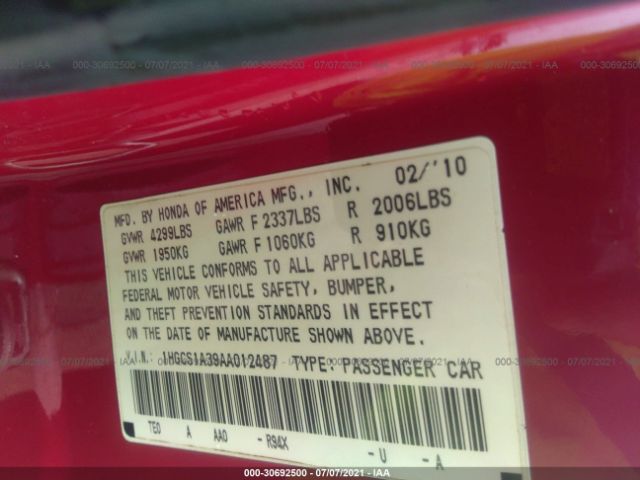 000-30692500 - 07/07/2021 - IAA
MFD. BY HONDA OF AMERICA MFG., INC. 02/'10
GVWR 4299LBS GAWR F 2337LBS R 2006LBS
GVWR 1950KG GAWR F 1060KG R 910KG
THIS VEHICLE CONFORMS TO ALL APPLICABLE
FEDERAL MOTOR VEHICLE SAFETY, BUMPER,
AND THEFT PREVENTION STANDARDS IN EFFECT
ON THE DATE OF MANUFACTURE SHOWN ABOVE.
V.I.N.: 1HGCS1A39AA012487 TYPE: PASSENGER CAR
TE0 A AA0 - R94X - U - A
000-30692500 - 07/07/2021 - IAA